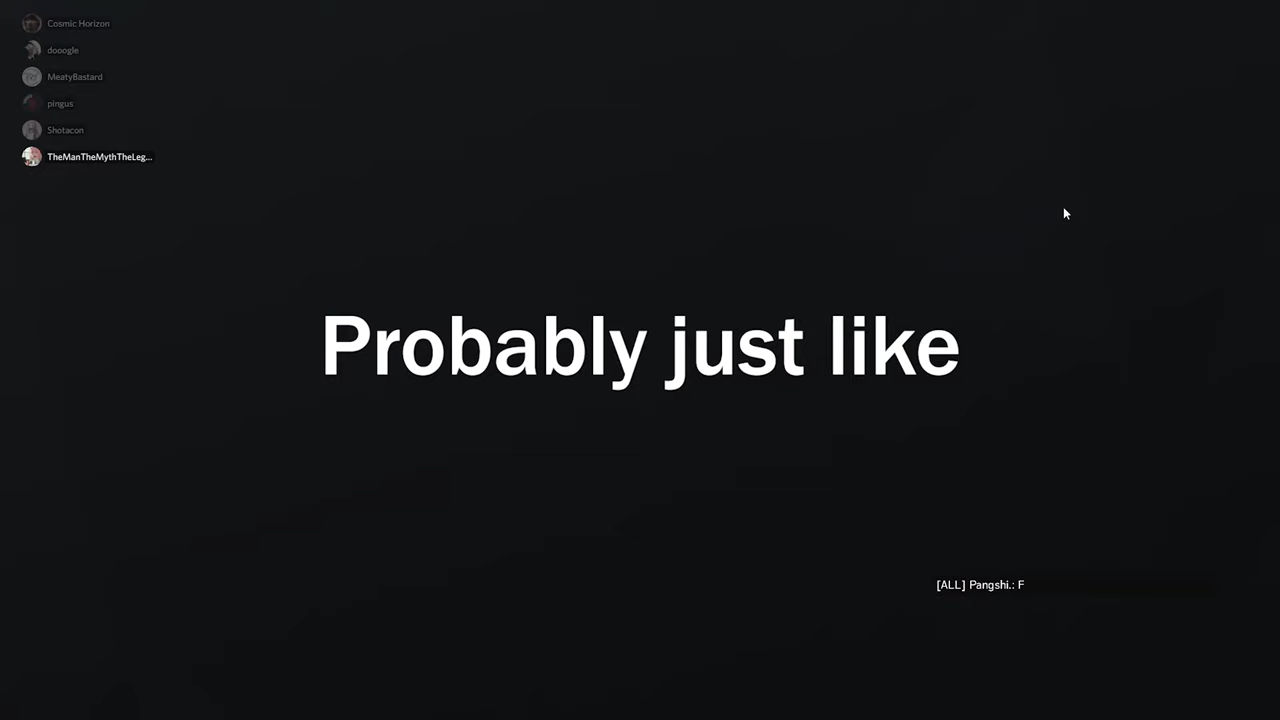 Cosmic Horizon
dooogle
MeatyBastard
pingus
Shotacon
TheManTheMythTheLeg...
Probably just like
[ALL] Pangshi.: F